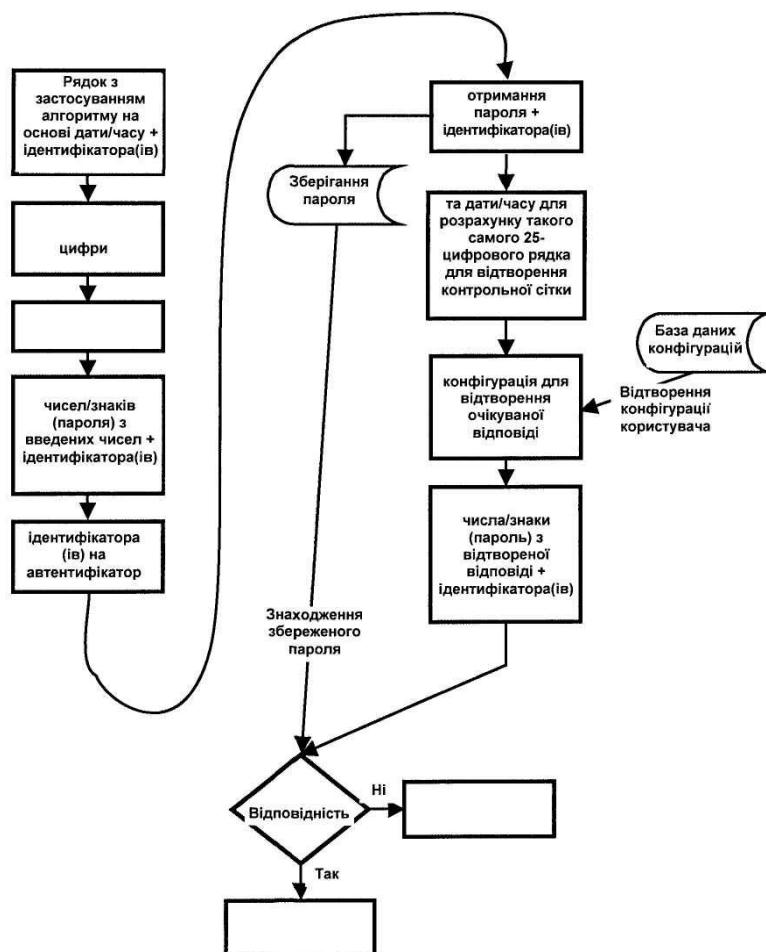 Рядок з
застосуванням
алгоритму на
основі дати/часу +
ідентифікатора(ів)
цифри
чисел/знаків
(пароля) з
введених чисел +
ідентифікатора(ів)
ідентифікатора
(ів) на
автентифікатор
отримання
пароля +
ідентифікатора(ів)
Зберігання
пароля
та дати/часу для
розрахунку такого
самого 25-
цифрового рядка
для відтворення
контрольної сітки
База даних
конфігурацій
конфігурація для
відтворення
очікуваної
відповіді
Відтворення
конфігурації
користувача
числа/знаки
(пароль) з
відтвореної
відповіді +
ідентифікатора(ів)
Знаходження
збереженого
пароля
Відповідність
Ні
Так